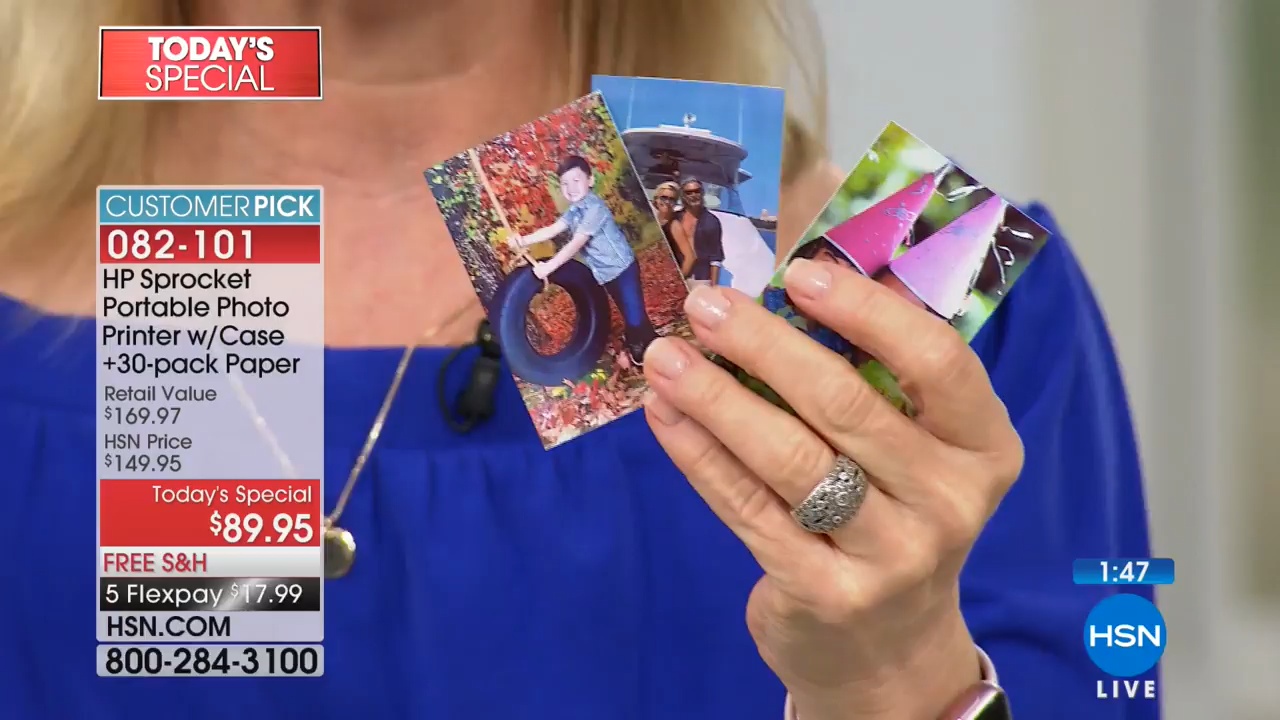 TODAY'S
SPECIAL
CUSTOMER PICK
082-101
HP Sprocket
Portable Photo
Printer w/Case
+30-pack Paper
Retail Value
$169.97
HSN Price
$149.95
Today's Special
$89.95
FREE S&H
5 Flexpay $17.99
HSN.COM
800-284-3100
1:47
HSN
LIVE